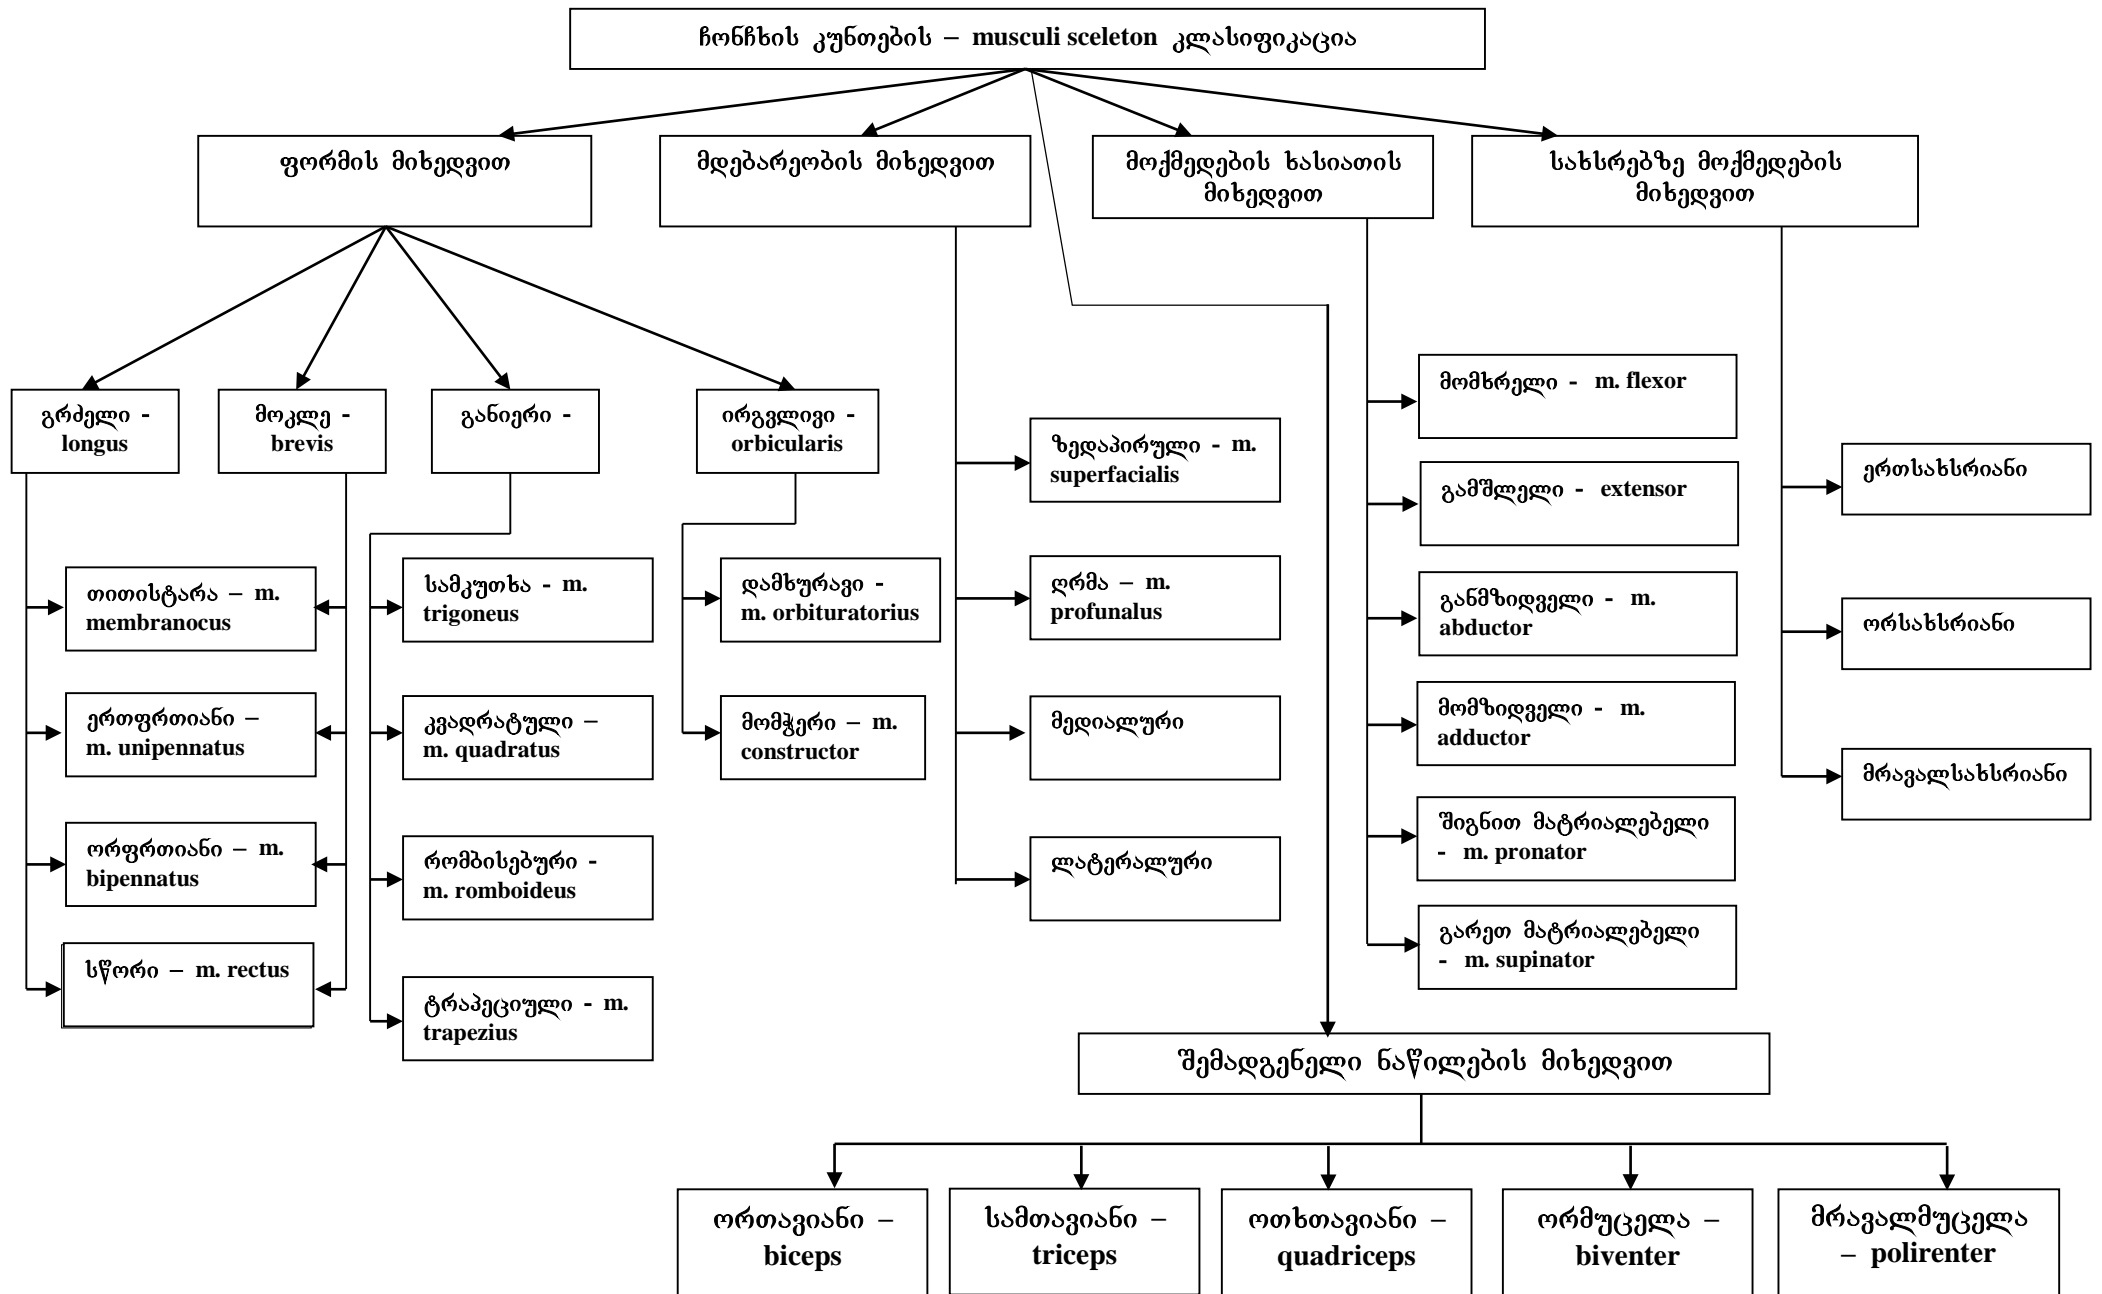 ჩონჩხის კუნთების – musculi sceleton კლასიფიკაცია
ფორმის მიხედვით
მდებარეობის მიხედვით
მოქმედების ხასიათის
მიხედვით
სახსრებზე მოქმედების
მიხედვით
გრძელი -
longus
მოკლე -
brevis
განიერი -
ირგვლივი -
orbicularis
თითისტარა – m.
membranocus
ერთფრთიანი –
m. unipennatus
ორფრთიანი – m.
bipennatus
სწორი – m. rectus
სამკუთხა - m.
trigoneus
კვადრატული –
m. quadratus
რომბისებური -
m. romboideus
ტრაპეციული - m.
trapezius
დამხურავი -
m. orbituratorius
მომჭერი – m.
constructor
ზედაპირული - m.
superfacialis
ღრმა – m.
profunalus
მედიალური
ლატერალური
მომხრელი - m. flexor
გამშლელი - extensor
განმზიდველი - m.
abductor
მომზიდველი - m.
adductor
შიგნით მატრიალებელი
- m. pronator
გარეთ მატრიალებელი
- m. supinator
ერთსახსრიანი
ორსახსრიანი
მრავალსახსრიანი
შემადგენელი ნაწილების მიხედვით
ორთავიანი –
biceps
სამთავიანი –
triceps
ოთხთავიანი –
quadriceps
ორმუცელა –
biventer
მრავალმუცელა
– polirenter